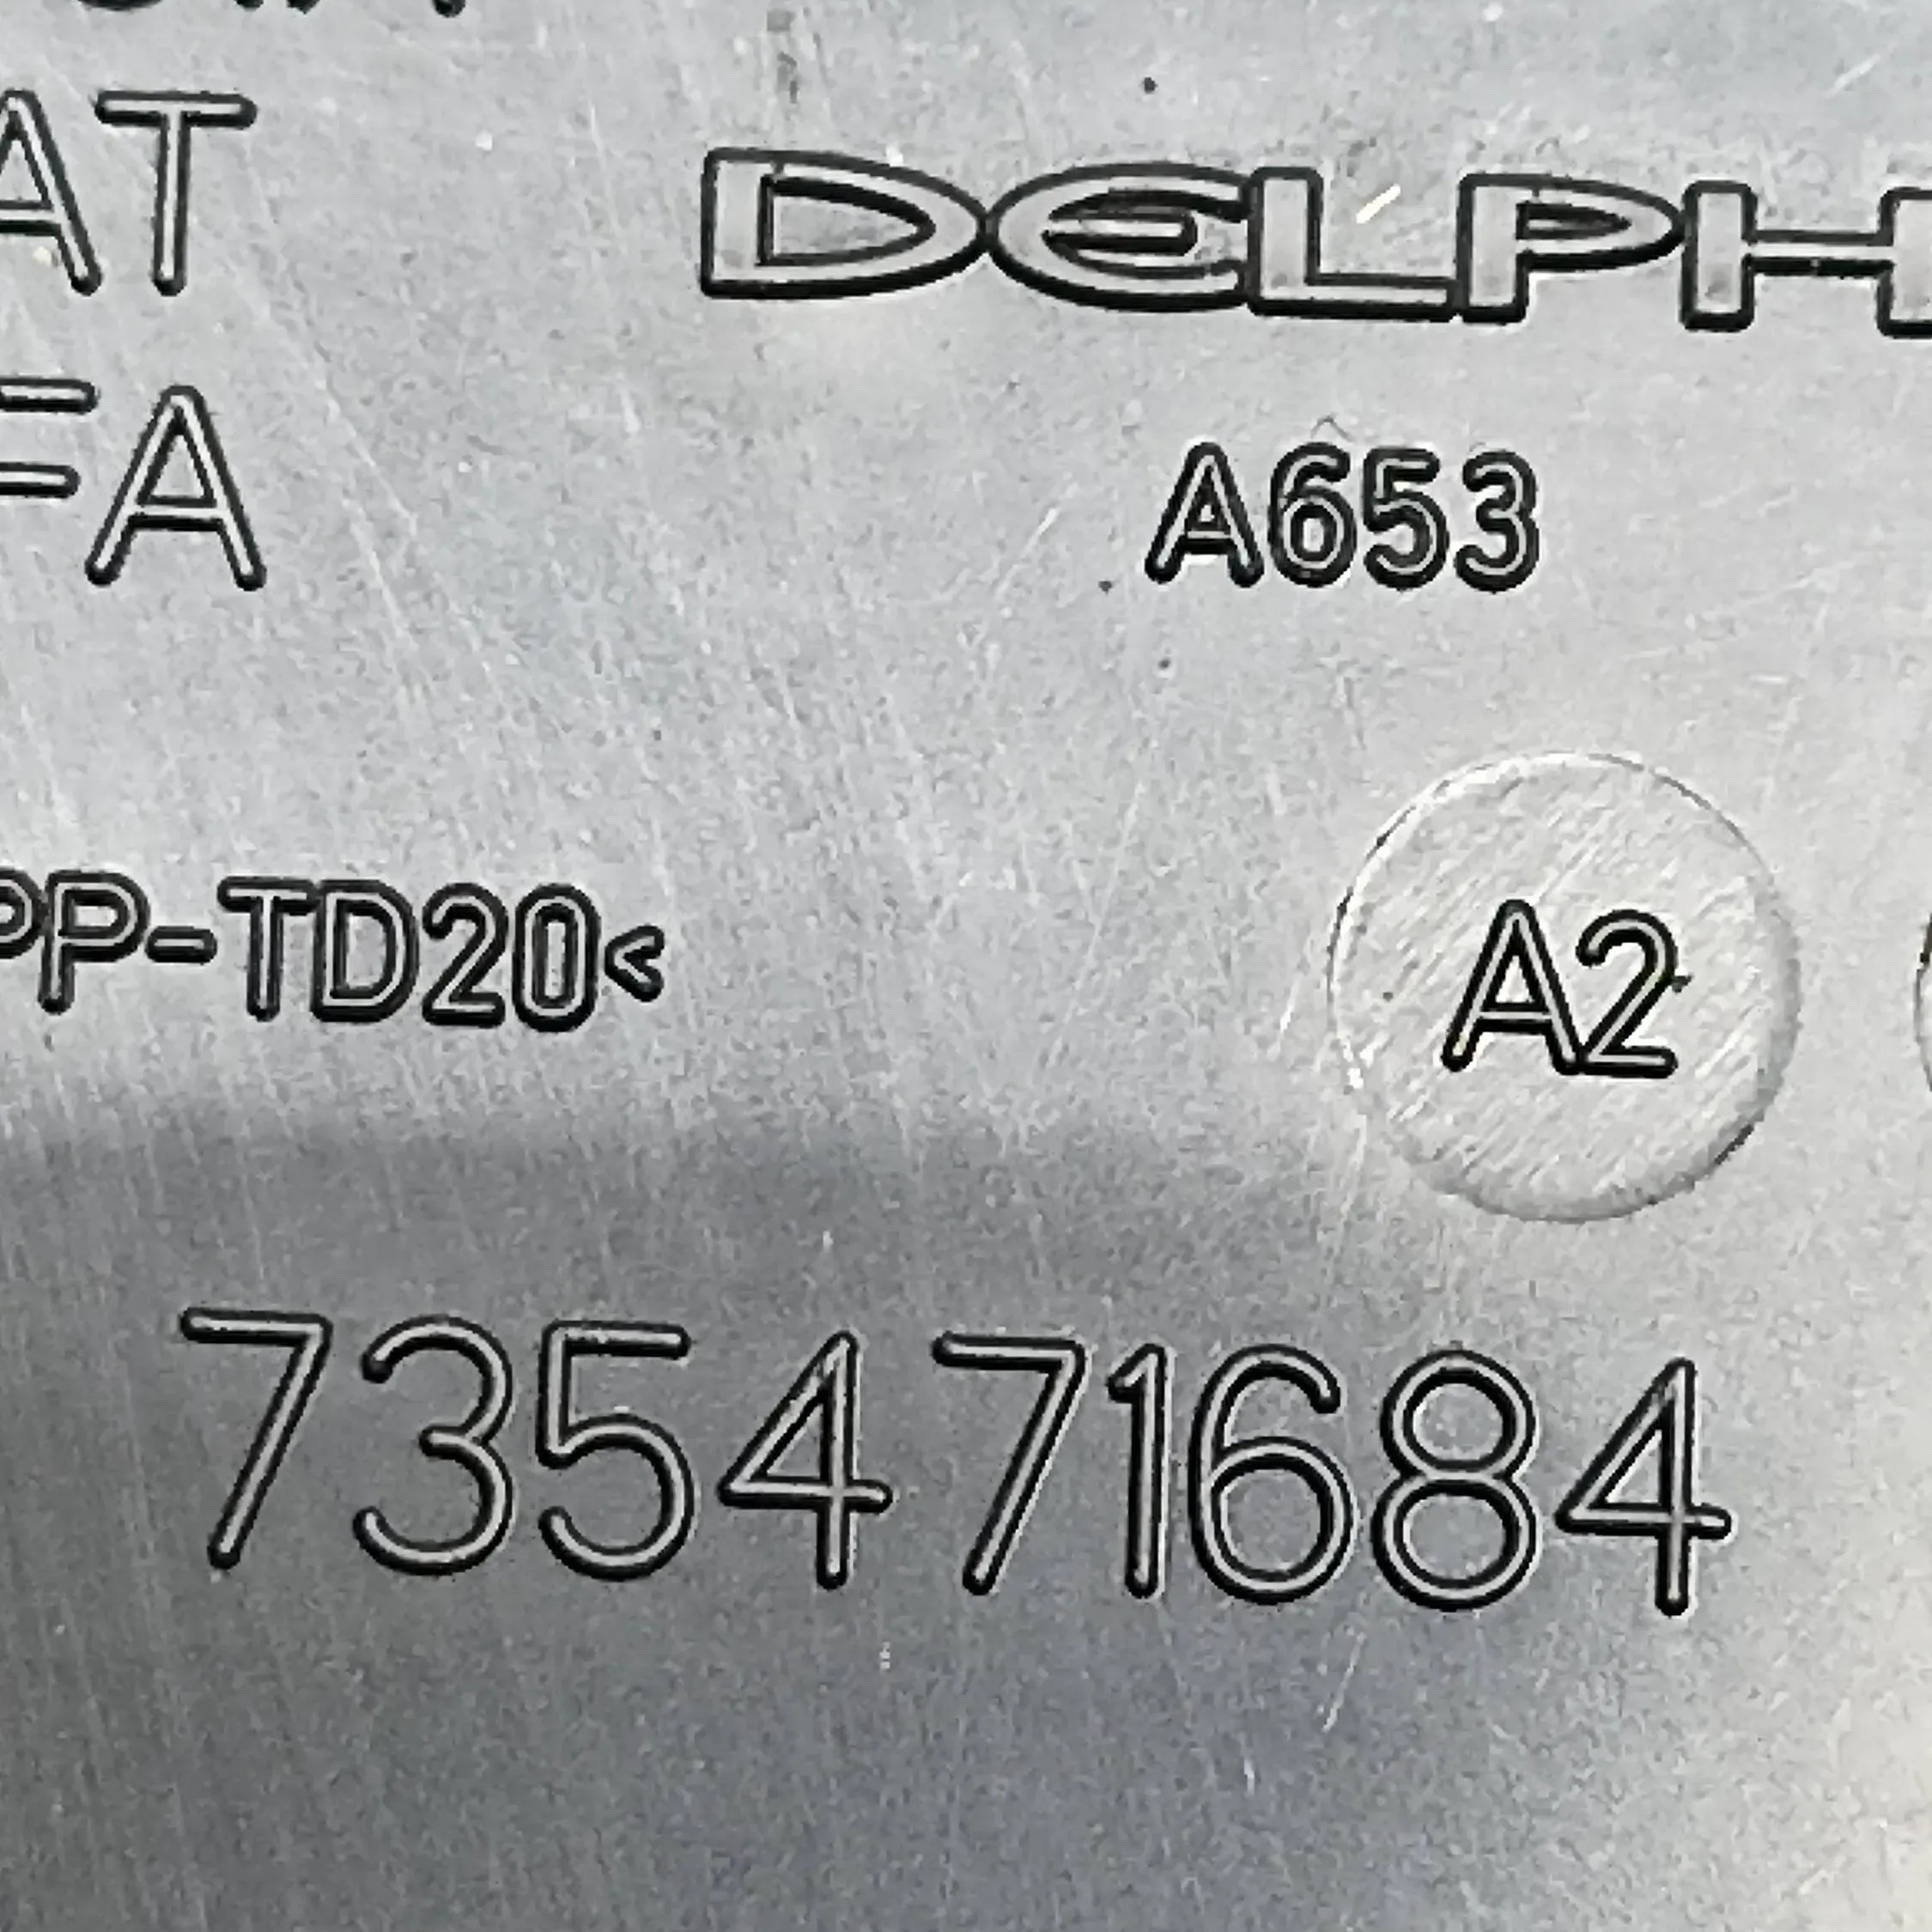 AT DELPH
FA A653
PP-TD20< A2
735471684